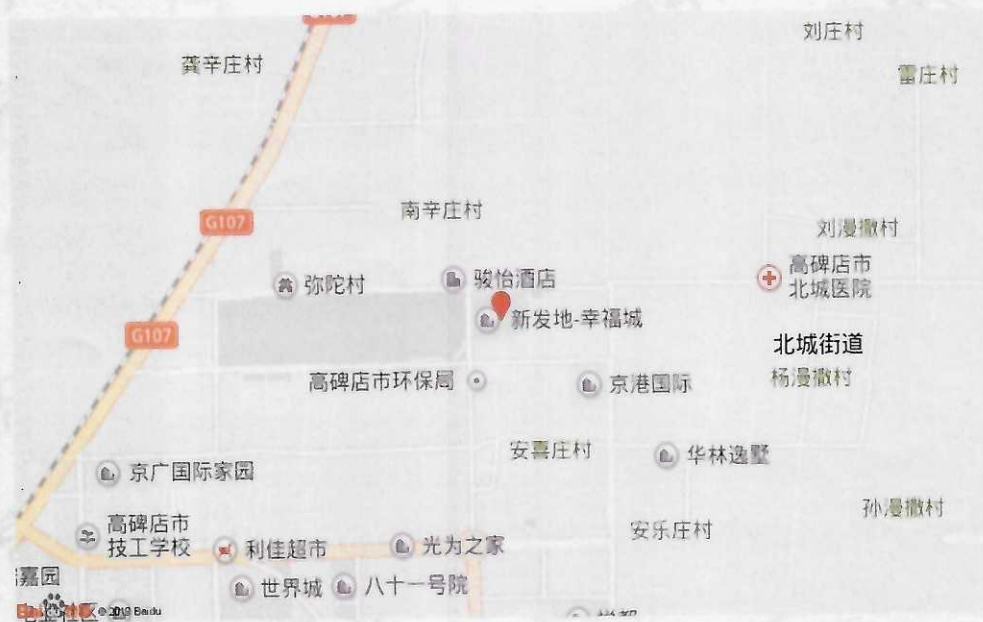 刘庄村
龚辛庄村
雷庄村
南辛庄村
G107
刘漫撒村
高碑店市
北城医院
弥陀村
骏怡酒店
新发地-幸福城
G107
北城街道
高碑店市环保局
京港国际
杨漫撒村
安喜庄村
华林逸墅
京广国际家园
孙漫撒村
高碑店市
技工学校
安乐庄村
利佳超市
光为之家
嘉园
世界城
八十一号院
Baidu